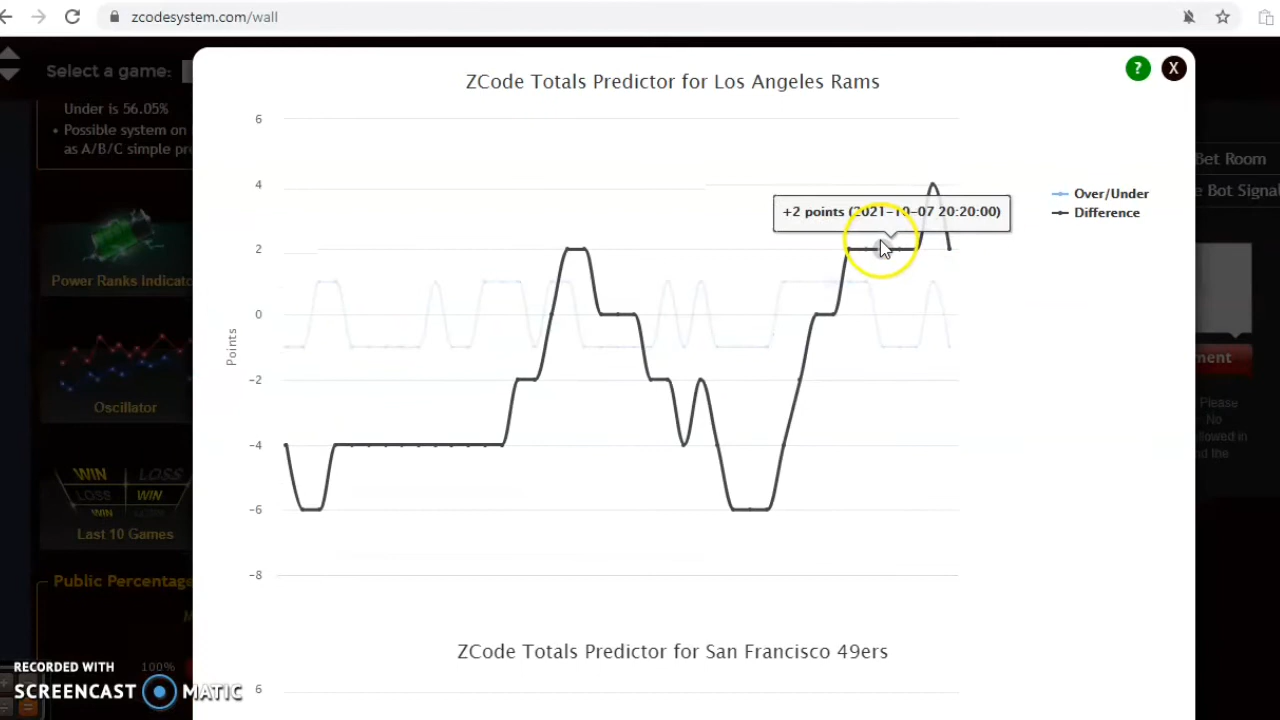 zcodesystem.com/wall
Select a game:
ZCode Totals Predictor for Los Angeles Rams
? X
Under is 56.05%
• Possible system on
as A/B/C simple pr
6
4
2
0
-2
-4
-6
-8
Points
+2 points (2021-10-07 20:20:00)
Over/Under
Difference
Bet Room
e Bot Signa
Power Ranks Indicato
Oscillator
ment
Please
No
llowed in
nd the
WIN LOSS
LOSS WIN
WIN
Last 10 Games
Public Percentage
ZCode Totals Predictor for San Francisco 49ers
6
RECORDED WITH
SCREENCAST MATIC
100%